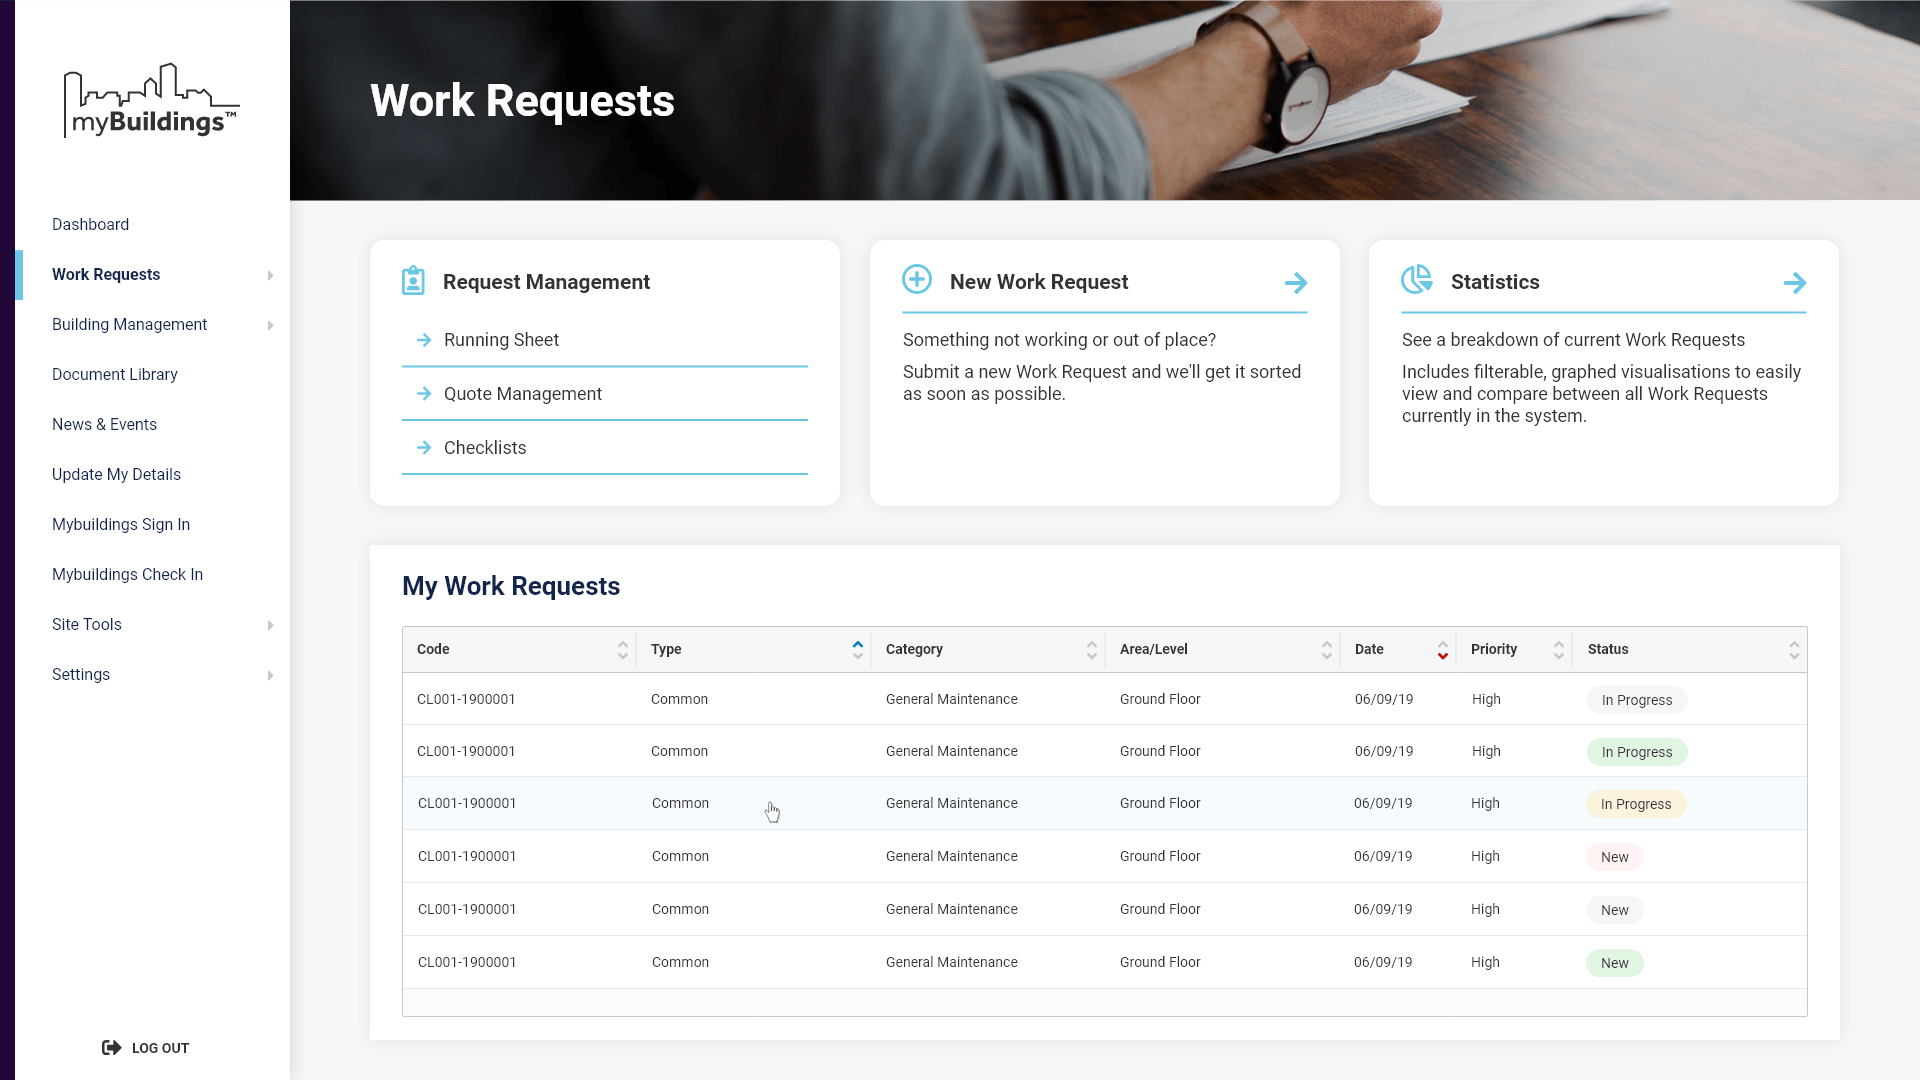 myBuildings™
Dashboard
Work Requests
Building Management
Document Library
News & Events
Update My Details
Mybuildings Sign In
Mybuildings Check In
Site Tools
Settings
LOG OUT
Work Requests
Request Management
Running Sheet
Quote Management
Checklists
New Work Request
Something not working or out of place?
Submit a new Work Request and we'll get it sorted
as soon as possible.
Statistics
See a breakdown of current Work Requests
Includes filterable, graphed visualisations to easily
view and compare between all Work Requests
currently in the system.
My Work Requests
Code Type Category Area/Level Date Priority Status
CL001-1900001 Common General Maintenance Ground Floor 06/09/19 High In Progress
CL001-1900001 Common General Maintenance Ground Floor 06/09/19 High In Progress
CL001-1900001 Common General Maintenance Ground Floor 06/09/19 High In Progress
CL001-1900001 Common General Maintenance Ground Floor 06/09/19 High New
CL001-1900001 Common General Maintenance Ground Floor 06/09/19 High New
CL001-1900001 Common General Maintenance Ground Floor 06/09/19 High New